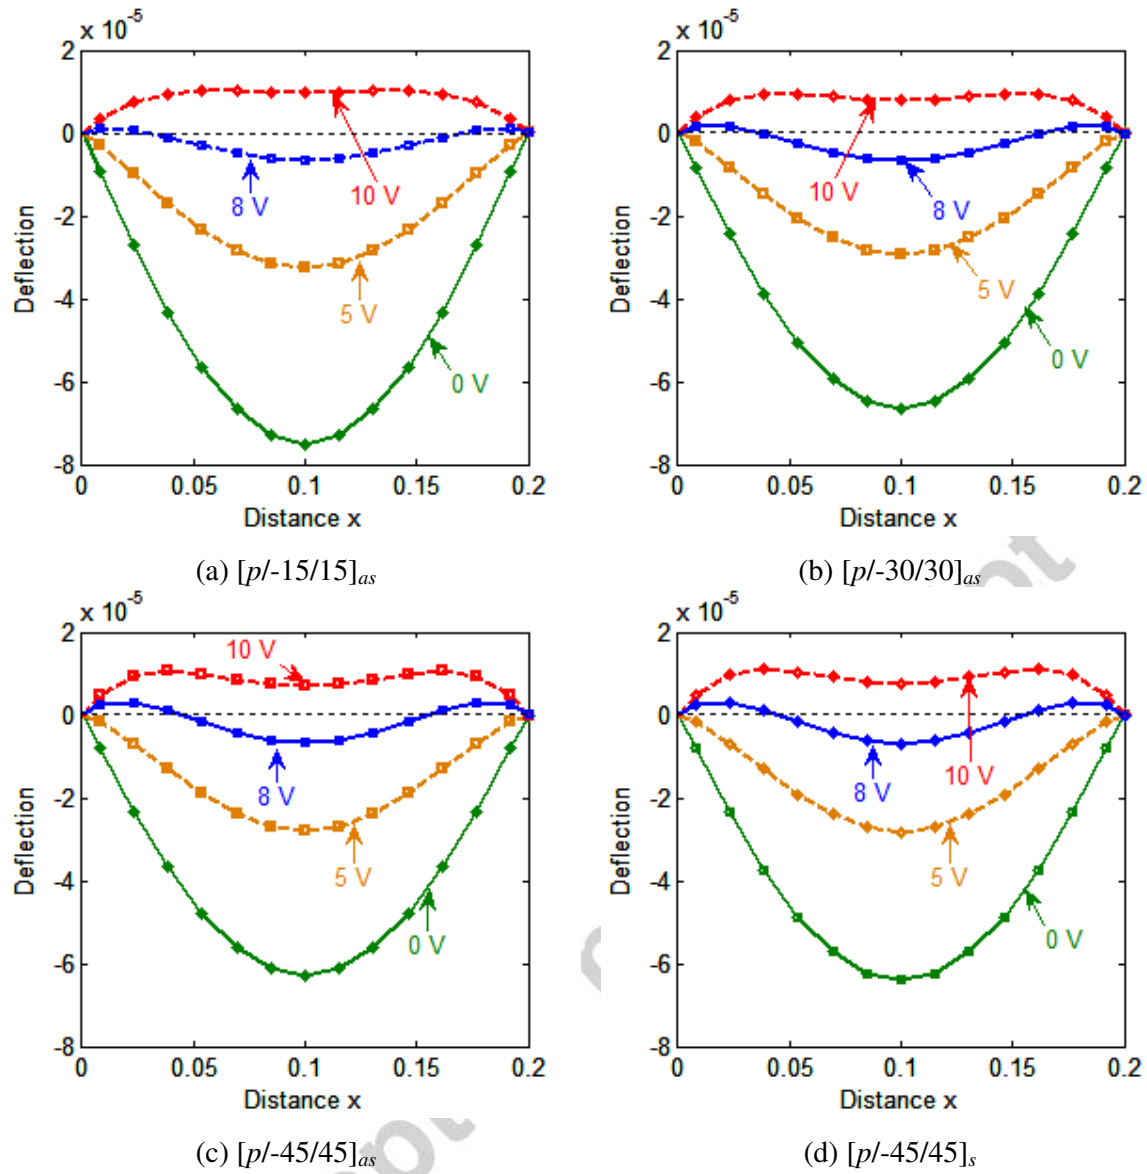 x 10^-5
2
0
-2
-4
-6
-8
Deflection
10 V
8 V
5 V
0 V
0 0.05 0.1 0.15 0.2
Distance x
(a) [p/-15/15]as
x 10^-5
2
0
-2
-4
-6
-8
Deflection
10 V
8 V
5 V
0 V
0 0.05 0.1 0.15 0.2
Distance x
(b) [p/-30/30]as
x 10^-5
2
0
-2
-4
-6
-8
Deflection
10 V
8 V
5 V
0 V
0 0.05 0.1 0.15 0.2
Distance x
(c) [p/-45/45]as
x 10^-5
2
0
-2
-4
-6
-8
Deflection
10 V
8 V
5 V
0 V
0 0.05 0.1 0.15 0.2
Distance x
(d) [p/-45/45]s